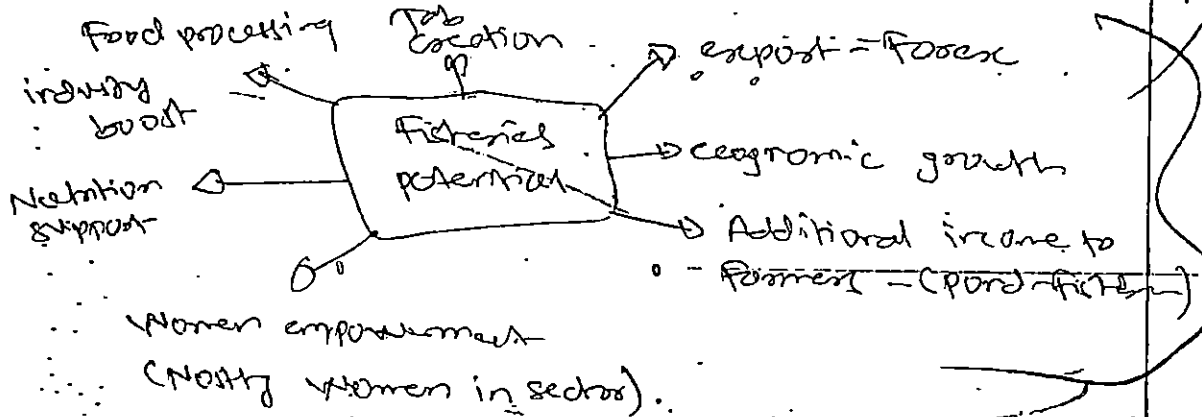 Food processing
industry
boost
Job
creation
export = Forex
Fisheries
potential
economic growth
Nutrition
support
Additional income to
Farmers - (Pond-fish
Women empowerment
(Mostly women in sector).